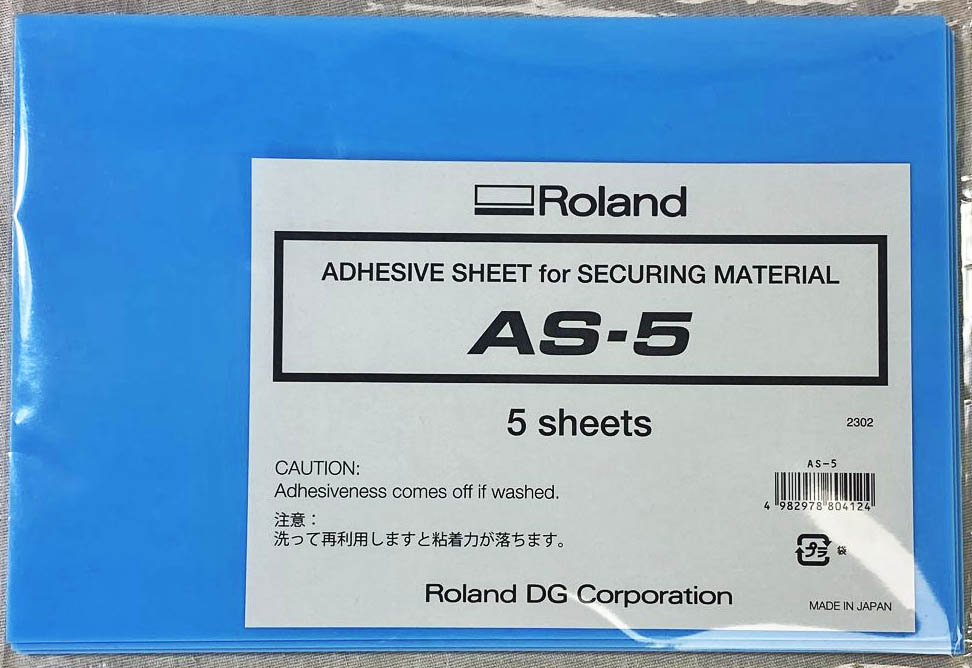 Roland
ADHESIVE SHEET for SECURING MATERIAL
AS-5
5 sheets
2302
CAUTION:
Adhesiveness comes off if washed.
注意：
洗って再利用しますと粘着力が落ちます。
AS-5
4 982978 804124
プラ 袋
Roland DG Corporation
MADE IN JAPAN